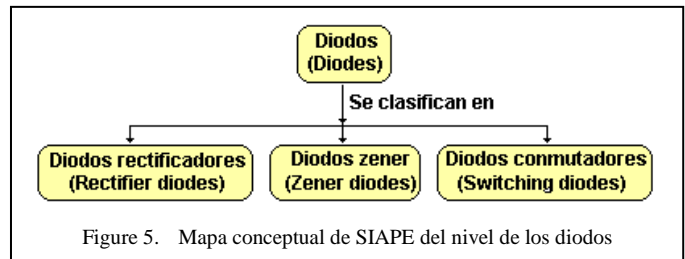 Diodos
(Diodes)
Se clasifican en
Diodos rectificadores
(Rectifier diodes)
Diodos zener
(Zener diodes)
Diodos conmutadores
(Switching diodes)
Figure 5. Mapa conceptual de SIAPE del nivel de los diodos